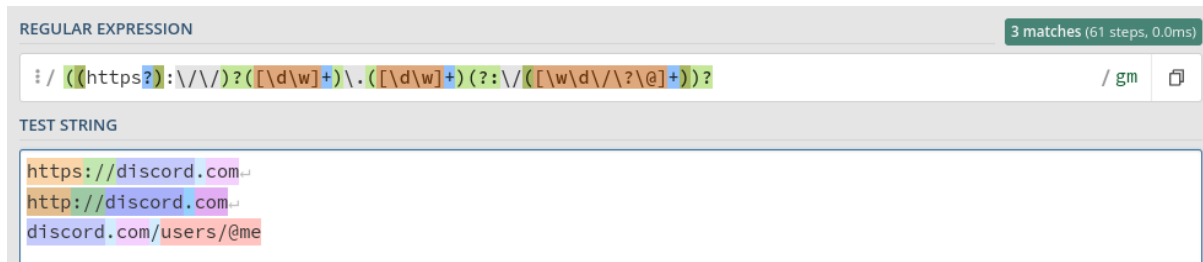 REGULAR EXPRESSION
3 matches (61 steps, 0.0ms)
/ ((https?):\/\/)?([\d\w]+)\.([\d\w]+)(?:\/([\w\d\/\?\@]+))? / gm
TEST STRING
https://discord.com↵
http://discord.com↵
discord.com/users/@me